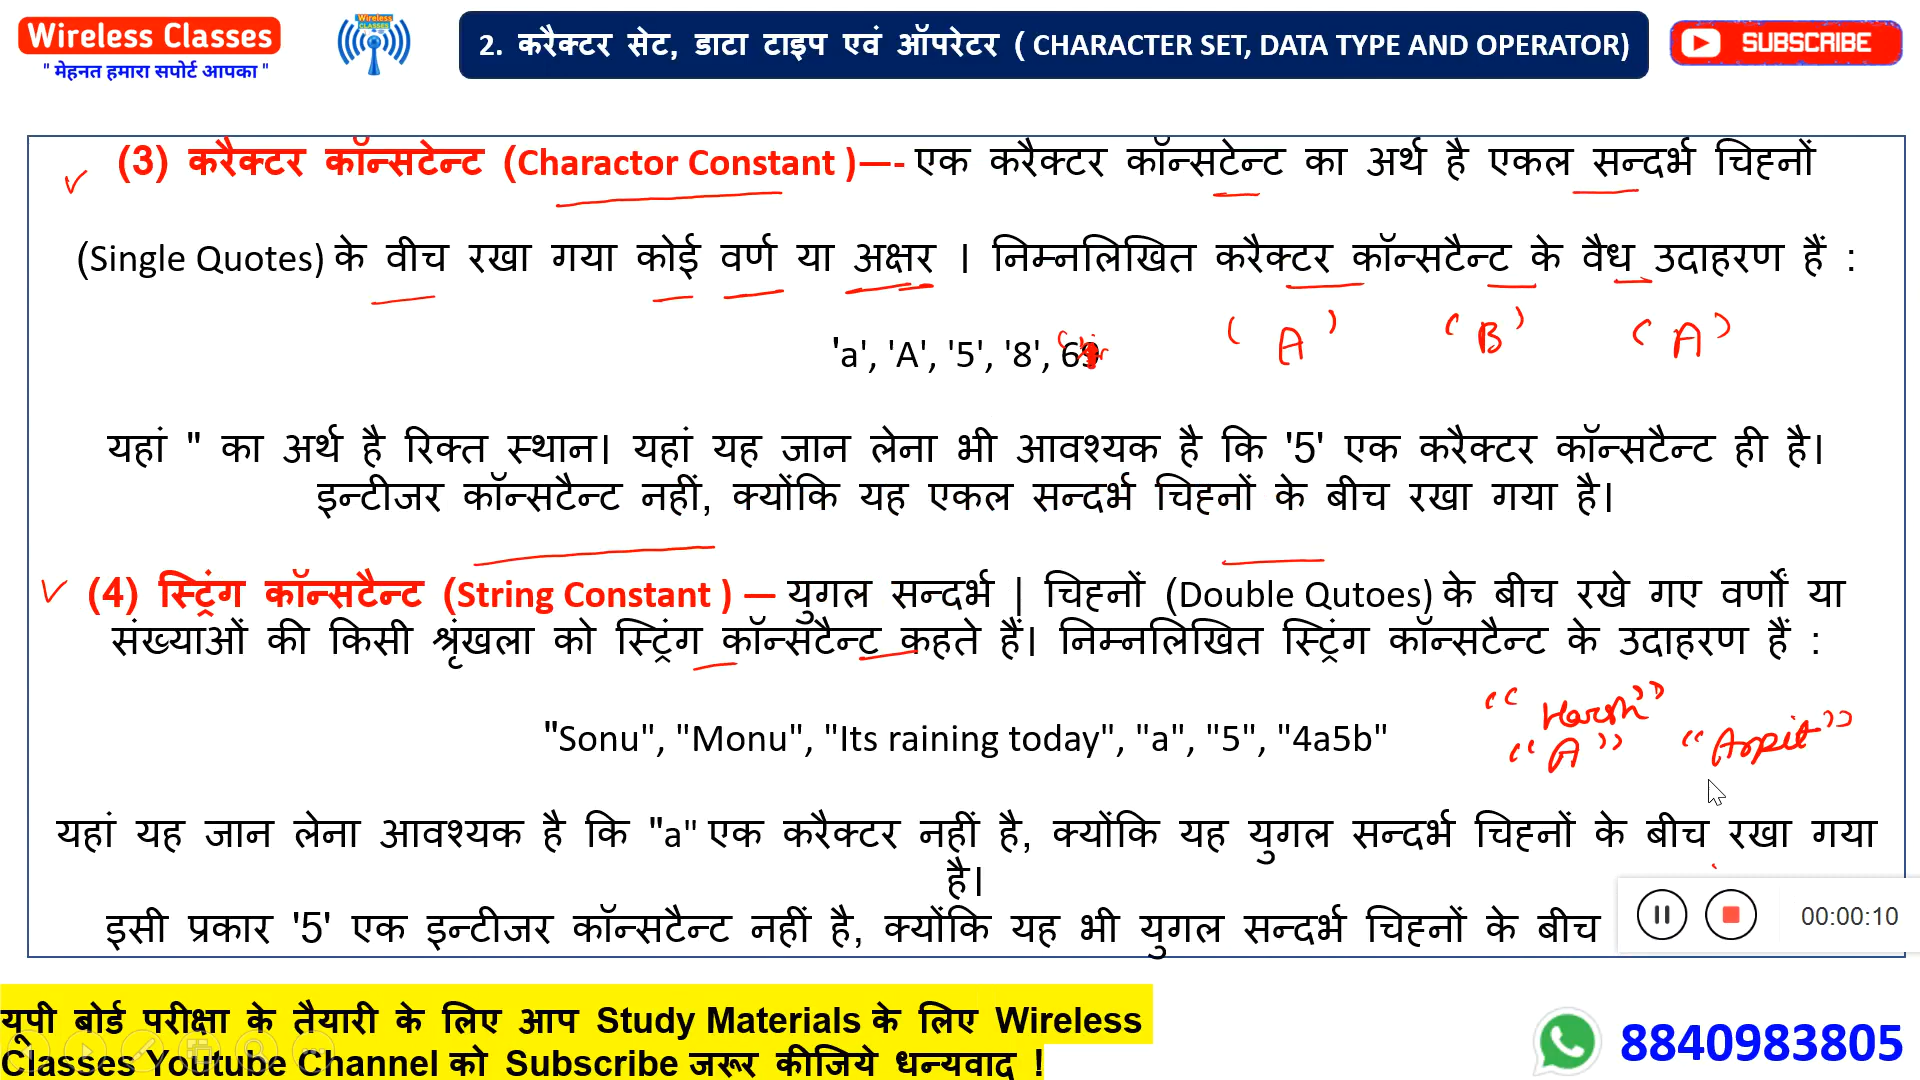 Wireless Classes
" मेहनत हमारा सपोर्ट आपका "
Wireless
CLASSES
2. करैक्टर सेट, डाटा टाइप एवं ऑपरेटर ( CHARACTER SET, DATA TYPE AND OPERATOR)
SUBSCRIBE
(3) करैक्टर कॉन्सटेन्ट (Charactor Constant )—- एक करैक्टर कॉन्सटेन्ट का अर्थ है एकल सन्दर्भ चिह्नों
(Single Quotes) के वीच रखा गया कोई वर्ण या अक्षर । निम्नलिखित करैक्टर कॉन्सटैन्ट के वैध उदाहरण हैं :
'a', 'A', '5', '8', 69
( A )
( B )
( A )
यहां " का अर्थ है रिक्त स्थान। यहां यह जान लेना भी आवश्यक है कि '5' एक करैक्टर कॉन्सटैन्ट ही है।
इन्टीजर कॉन्सटैन्ट नहीं, क्योंकि यह एकल सन्दर्भ चिह्नों के बीच रखा गया है।
(4) स्ट्रिंग कॉन्सटैन्ट (String Constant ) — युगल सन्दर्भ | चिह्नों (Double Qutoes) के बीच रखे गए वर्णों या
संख्याओं की किसी श्रृंखला को स्ट्रिंग कॉन्सटैन्ट कहते हैं। निम्नलिखित स्ट्रिंग कॉन्सटैन्ट के उदाहरण हैं :
"Sonu", "Monu", "Its raining today", "a", "5", "4a5b"
"Harsh"
"A"
"Arpit"
यहां यह जान लेना आवश्यक है कि "a" एक करैक्टर नहीं है, क्योंकि यह युगल सन्दर्भ चिह्नों के बीच रखा गया
है।
इसी प्रकार '5' एक इन्टीजर कॉन्सटैन्ट नहीं है, क्योंकि यह भी युगल सन्दर्भ चिह्नों के बीच
00:00:10
यूपी बोर्ड परीक्षा के तैयारी के लिए आप Study Materials के लिए Wireless
Classes Youtube Channel को Subscribe जरूर कीजिये धन्यवाद !
8840983805